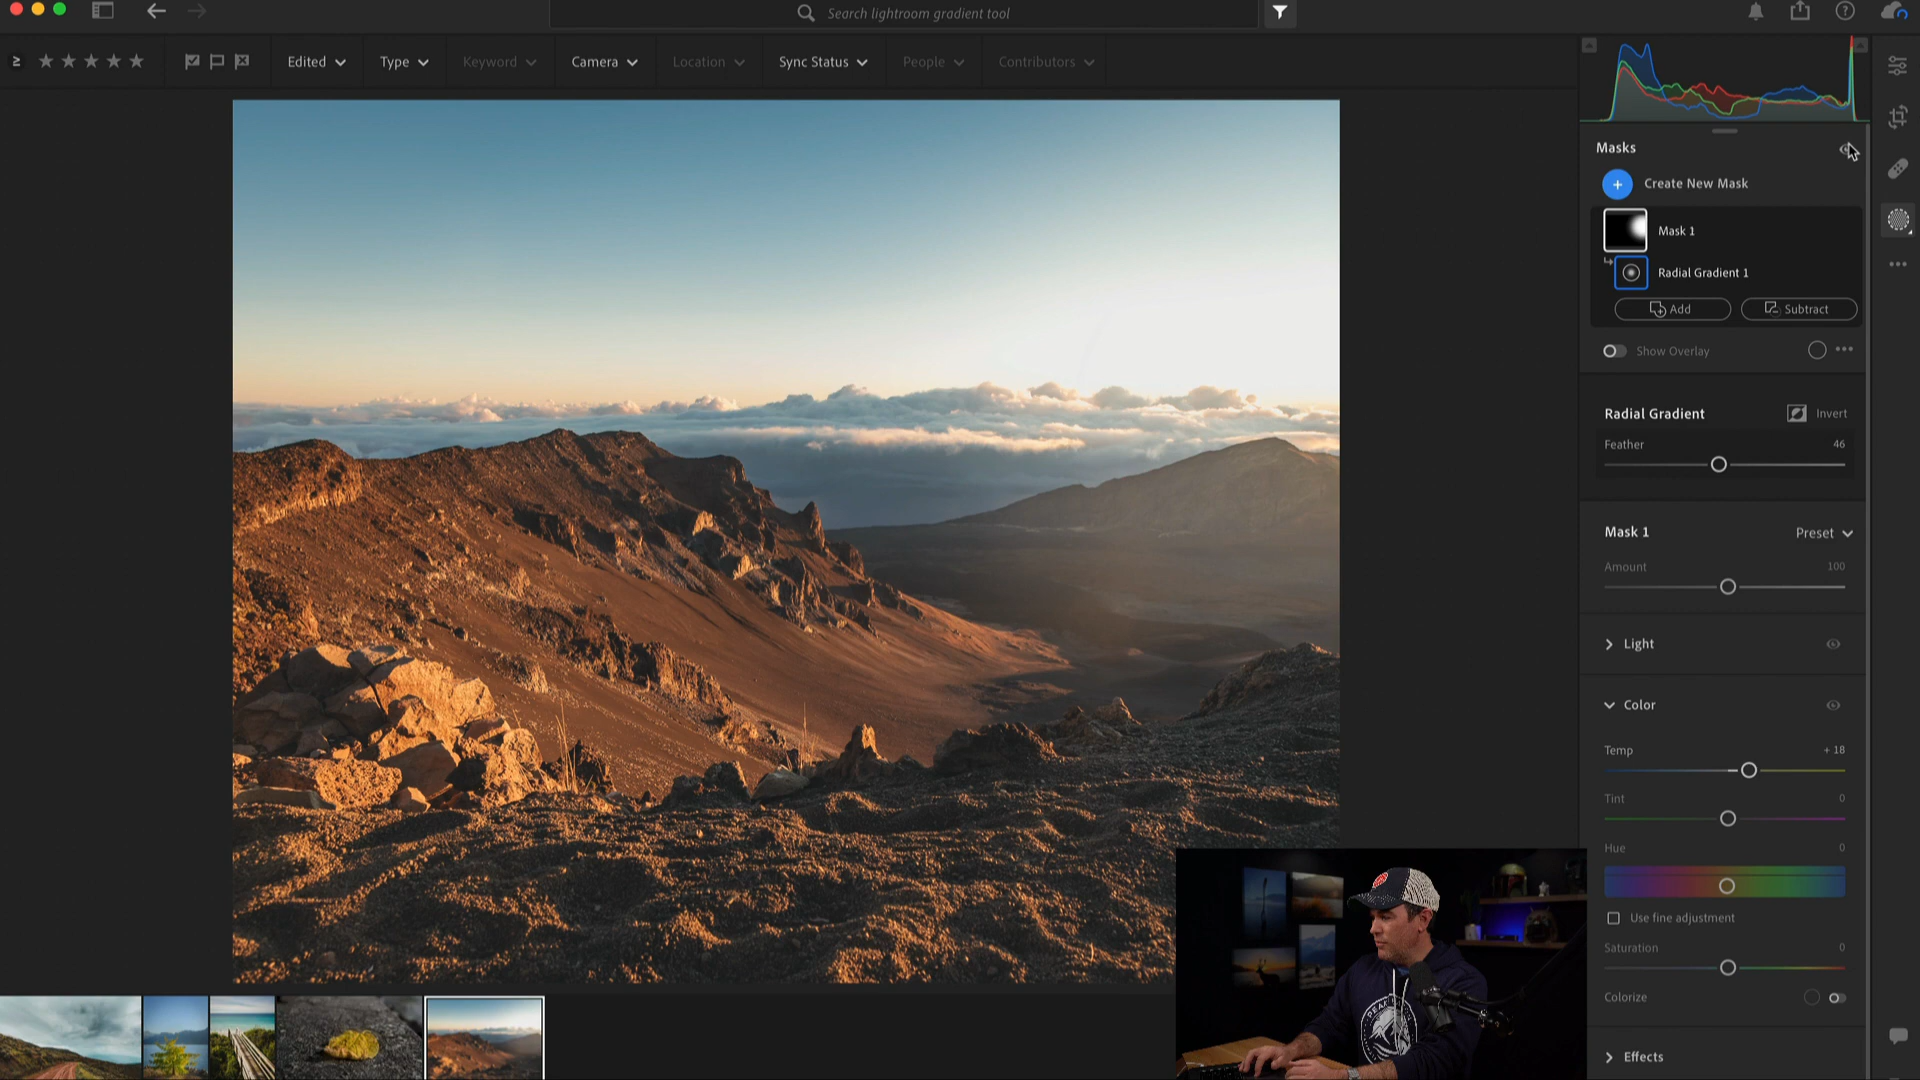 Search lightroom gradient tool
≥
Edited
Type
Keyword
Camera
Location
Sync Status
People
Contributors
Masks
Create New Mask
Mask 1
Radial Gradient 1
Add
Subtract
Show Overlay
Radial Gradient
Invert
Feather
46
Mask 1
Preset
Amount
100
Light
Color
Temp
+ 18
Tint
0
Hue
0
Use fine adjustment
Saturation
0
Colorize
Effects